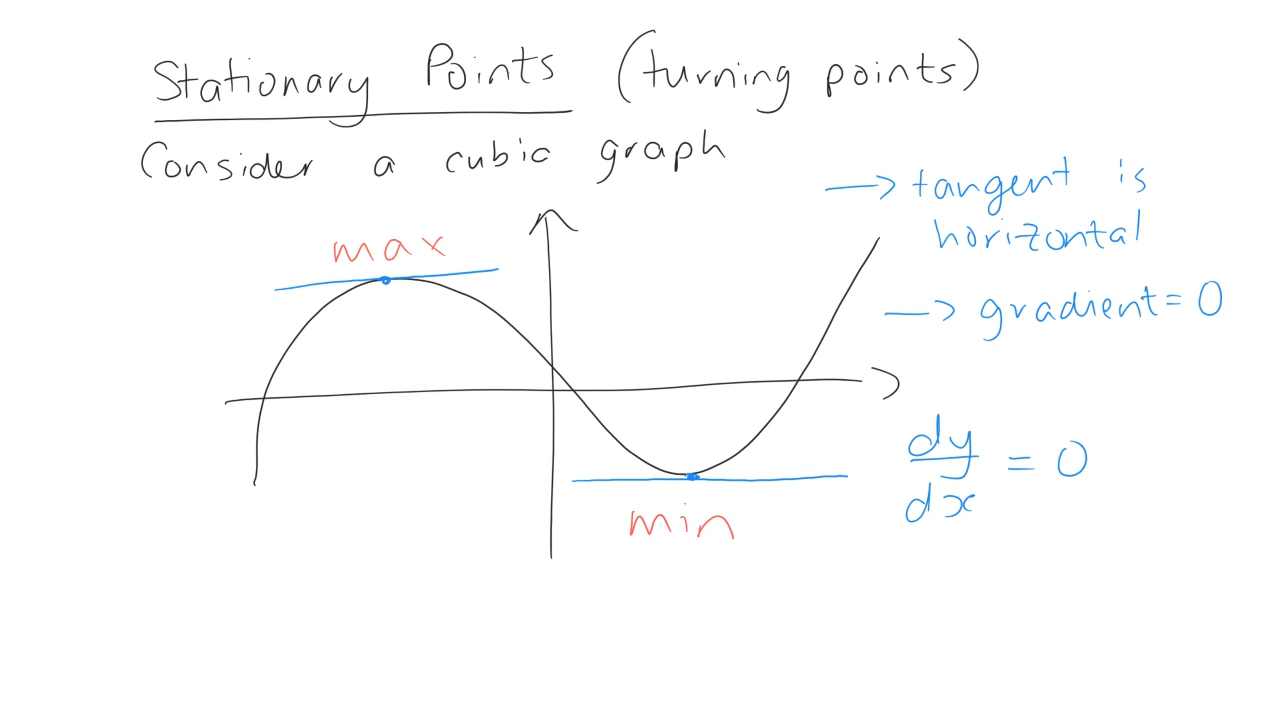 Stationary Points (turning points)
Consider a cubic graph
→ tangent is
horizontal
max
→ gradient = 0
dy/dx = 0
min